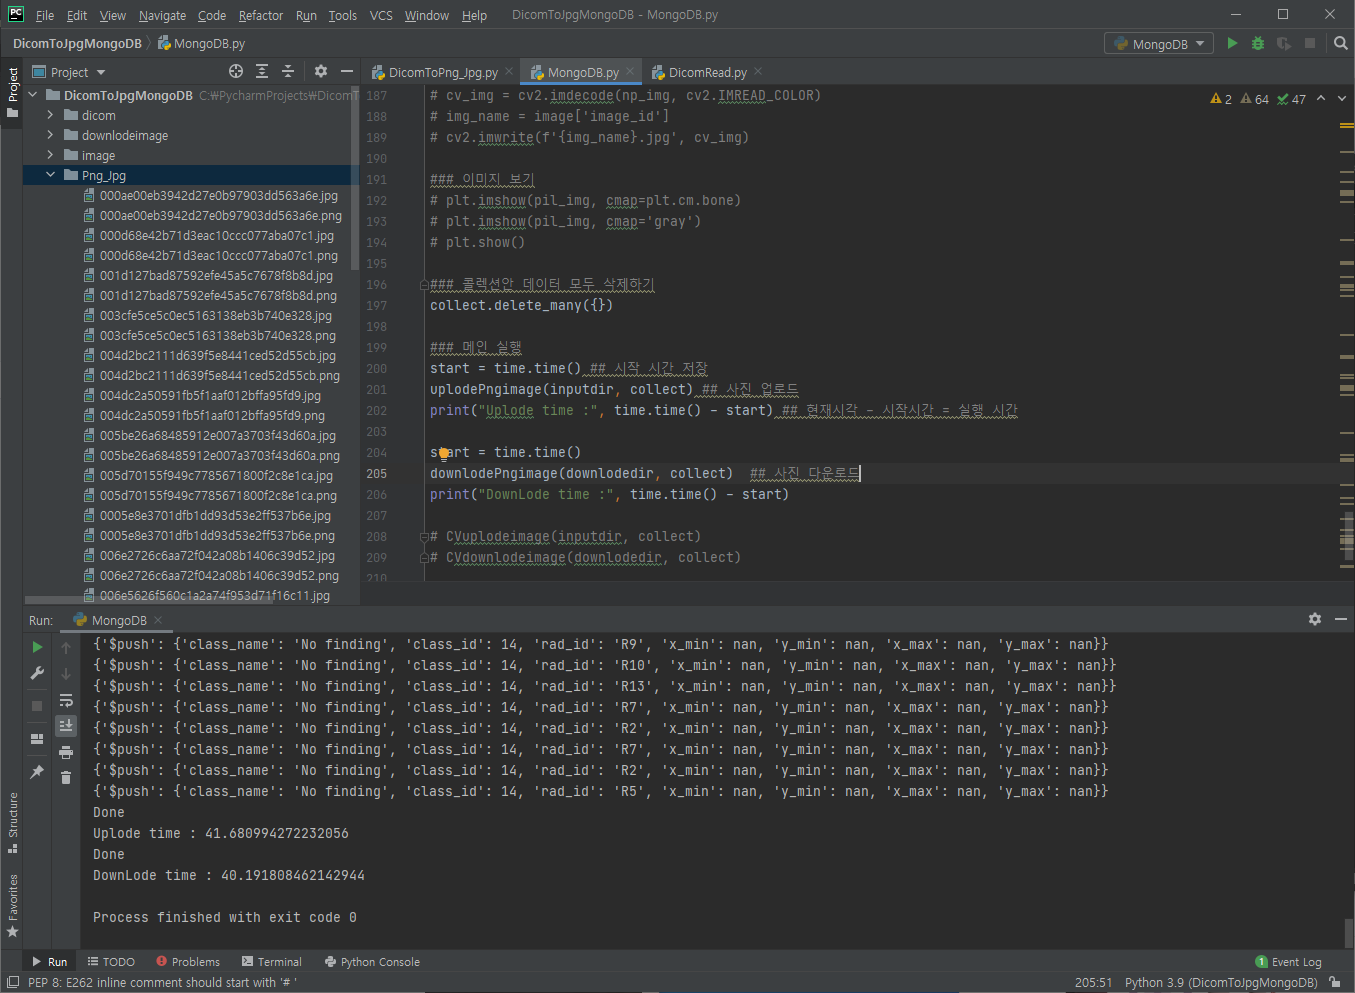 File Edit View Navigate Code Refactor Run Tools VCS Window Help DicomToJpgMongoDB - MongoDB.py
DicomToJpgMongoDB MongoDB.py MongoDB
Project
Project
DicomToPng_Jpg.py MongoDB.py DicomRead.py
DicomToJpgMongoDB C:₩PycharmProjects₩DicomT
dicom
downlodeimage
image
Png_Jpg
000ae00eb3942d27e0b97903dd563a6e.jpg
000ae00eb3942d27e0b97903dd563a6e.png
000d68e42b71d3eac10ccc077aba07c1.jpg
000d68e42b71d3eac10ccc077aba07c1.png
001d127bad87592efe45a5c7678f8b8d.jpg
001d127bad87592efe45a5c7678f8b8d.png
003cfe5ce5c0ec5163138eb3b740e328.jpg
003cfe5ce5c0ec5163138eb3b740e328.png
004d2bc2111d639f5e8441ced52d55cb.jpg
004d2bc2111d639f5e8441ced52d55cb.png
004dc2a50591fb5f1aaf012bffa95fd9.jpg
004dc2a50591fb5f1aaf012bffa95fd9.png
005be26a68485912e007a3703f43d60a.jpg
005be26a68485912e007a3703f43d60a.png
005d70155f949c7785671800f2c8e1ca.jpg
005d70155f949c7785671800f2c8e1ca.png
0005e8e3701dfb1dd93d53e2ff537b6e.jpg
0005e8e3701dfb1dd93d53e2ff537b6e.png
006e2726c6aa72f042a08b1406c39d52.jpg
006e2726c6aa72f042a08b1406c39d52.png
006e5626f560c1a2a74f953d71f16c11.jpg
2 64 47
187 # cv_img = cv2.imdecode(np_img, cv2.IMREAD_COLOR)
188 # img_name = image['image_id']
189 # cv2.imwrite(f'{img_name}.jpg', cv_img)
190
191 ### 이미지 보기
192 # plt.imshow(pil_img, cmap=plt.cm.bone)
193 # plt.imshow(pil_img, cmap='gray')
194 # plt.show()
195
196 ### 콜렉션안 데이터 모두 삭제하기
197 collect.delete_many({})
198
199 ### 메인 실행
200 start = time.time() ## 시작 시간 저장
201 uplodePngimage(inputdir, collect) ## 사진 업로드
202 print("Uplode time :", time.time() - start) ## 현재시각 - 시작시간 = 실행 시간
203
204 start = time.time()
205 downlodePngimage(downlodedir, collect) ## 사진 다운로드
206 print("DownLode time :", time.time() - start)
207
208 # CVuplodeimage(inputdir, collect)
209 # CVdownlodeimage(downlodedir, collect)
210
Run: MongoDB
{'$push': {'class_name': 'No finding', 'class_id': 14, 'rad_id': 'R9', 'x_min': nan, 'y_min': nan, 'x_max': nan, 'y_max': nan}}
{'$push': {'class_name': 'No finding', 'class_id': 14, 'rad_id': 'R10', 'x_min': nan, 'y_min': nan, 'x_max': nan, 'y_max': nan}}
{'$push': {'class_name': 'No finding', 'class_id': 14, 'rad_id': 'R13', 'x_min': nan, 'y_min': nan, 'x_max': nan, 'y_max': nan}}
{'$push': {'class_name': 'No finding', 'class_id': 14, 'rad_id': 'R7', 'x_min': nan, 'y_min': nan, 'x_max': nan, 'y_max': nan}}
{'$push': {'class_name': 'No finding', 'class_id': 14, 'rad_id': 'R2', 'x_min': nan, 'y_min': nan, 'x_max': nan, 'y_max': nan}}
{'$push': {'class_name': 'No finding', 'class_id': 14, 'rad_id': 'R7', 'x_min': nan, 'y_min': nan, 'x_max': nan, 'y_max': nan}}
{'$push': {'class_name': 'No finding', 'class_id': 14, 'rad_id': 'R2', 'x_min': nan, 'y_min': nan, 'x_max': nan, 'y_max': nan}}
{'$push': {'class_name': 'No finding', 'class_id': 14, 'rad_id': 'R5', 'x_min': nan, 'y_min': nan, 'x_max': nan, 'y_max': nan}}
Done
Uplode time : 41.680994272232056
Done
DownLode time : 40.191808462142944
Process finished with exit code 0
Structure
Favorites
Run TODO Problems Terminal Python Console 1 Event Log
PEP 8: E262 inline comment should start with '# ' 205:51 Python 3.9 (DicomToJpgMongoDB)